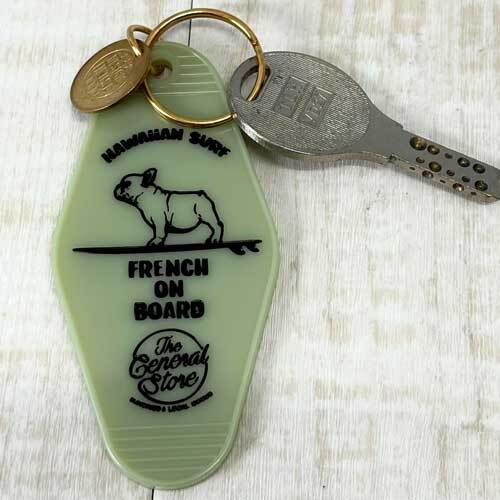 HAWAIIAN SURF
FRENCH
ON
BOARD
The
General
Store